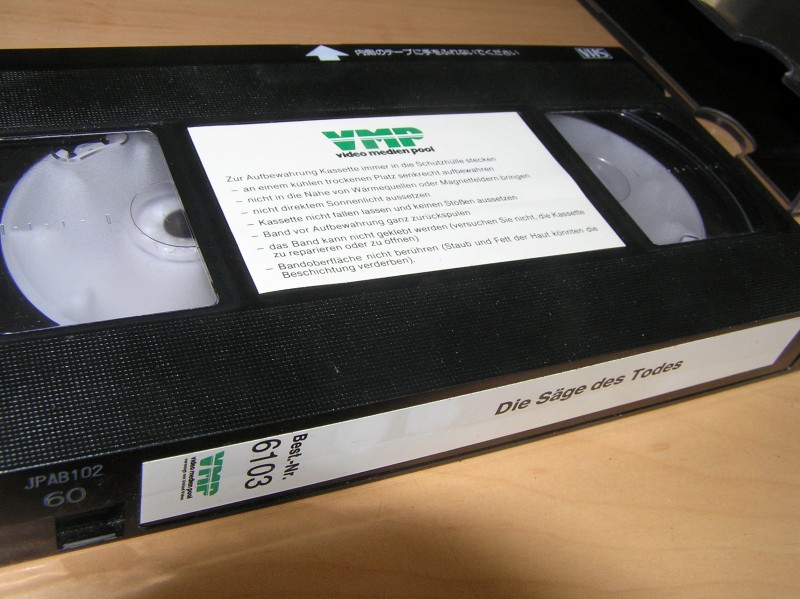 内側のテープに手をふれないでください
VHS
VMP
video medien pool
Zur Aufbewahrung Kassette immer in die Schutzhülle stecken
– an einem kühlen trockenen Platz senkrecht aufbewahren
– nicht in die Nähe von Wärmequellen oder Magnetfeldern bringen
– nicht direktem Sonnenlicht aussetzen
– Kassette nicht fallen lassen und keinen Stößen aussetzen
– Band vor Aufbewahrung ganz zurückspulen
– das Band kann nicht geklebt werden (versuchen Sie nicht, die Kassette
zu reparieren oder zu öffnen)
– Bandoberfläche nicht berühren (Staub und Fett der Haut könnten die
Beschichtung verderben).
Die Säge des Todes
Best.-Nr.
6103
VMP
video medien pool
JPAB102
60